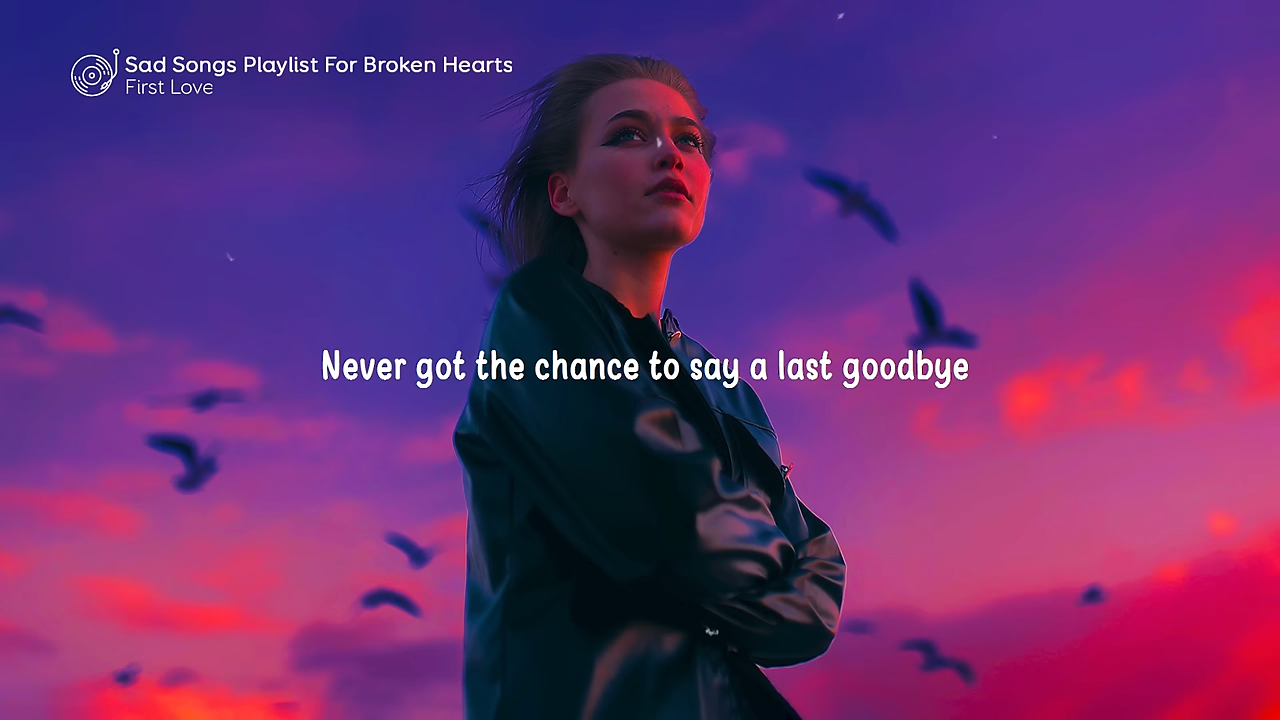 Sad Songs Playlist For Broken Hearts
First Love
Never got the chance to say a last goodbye